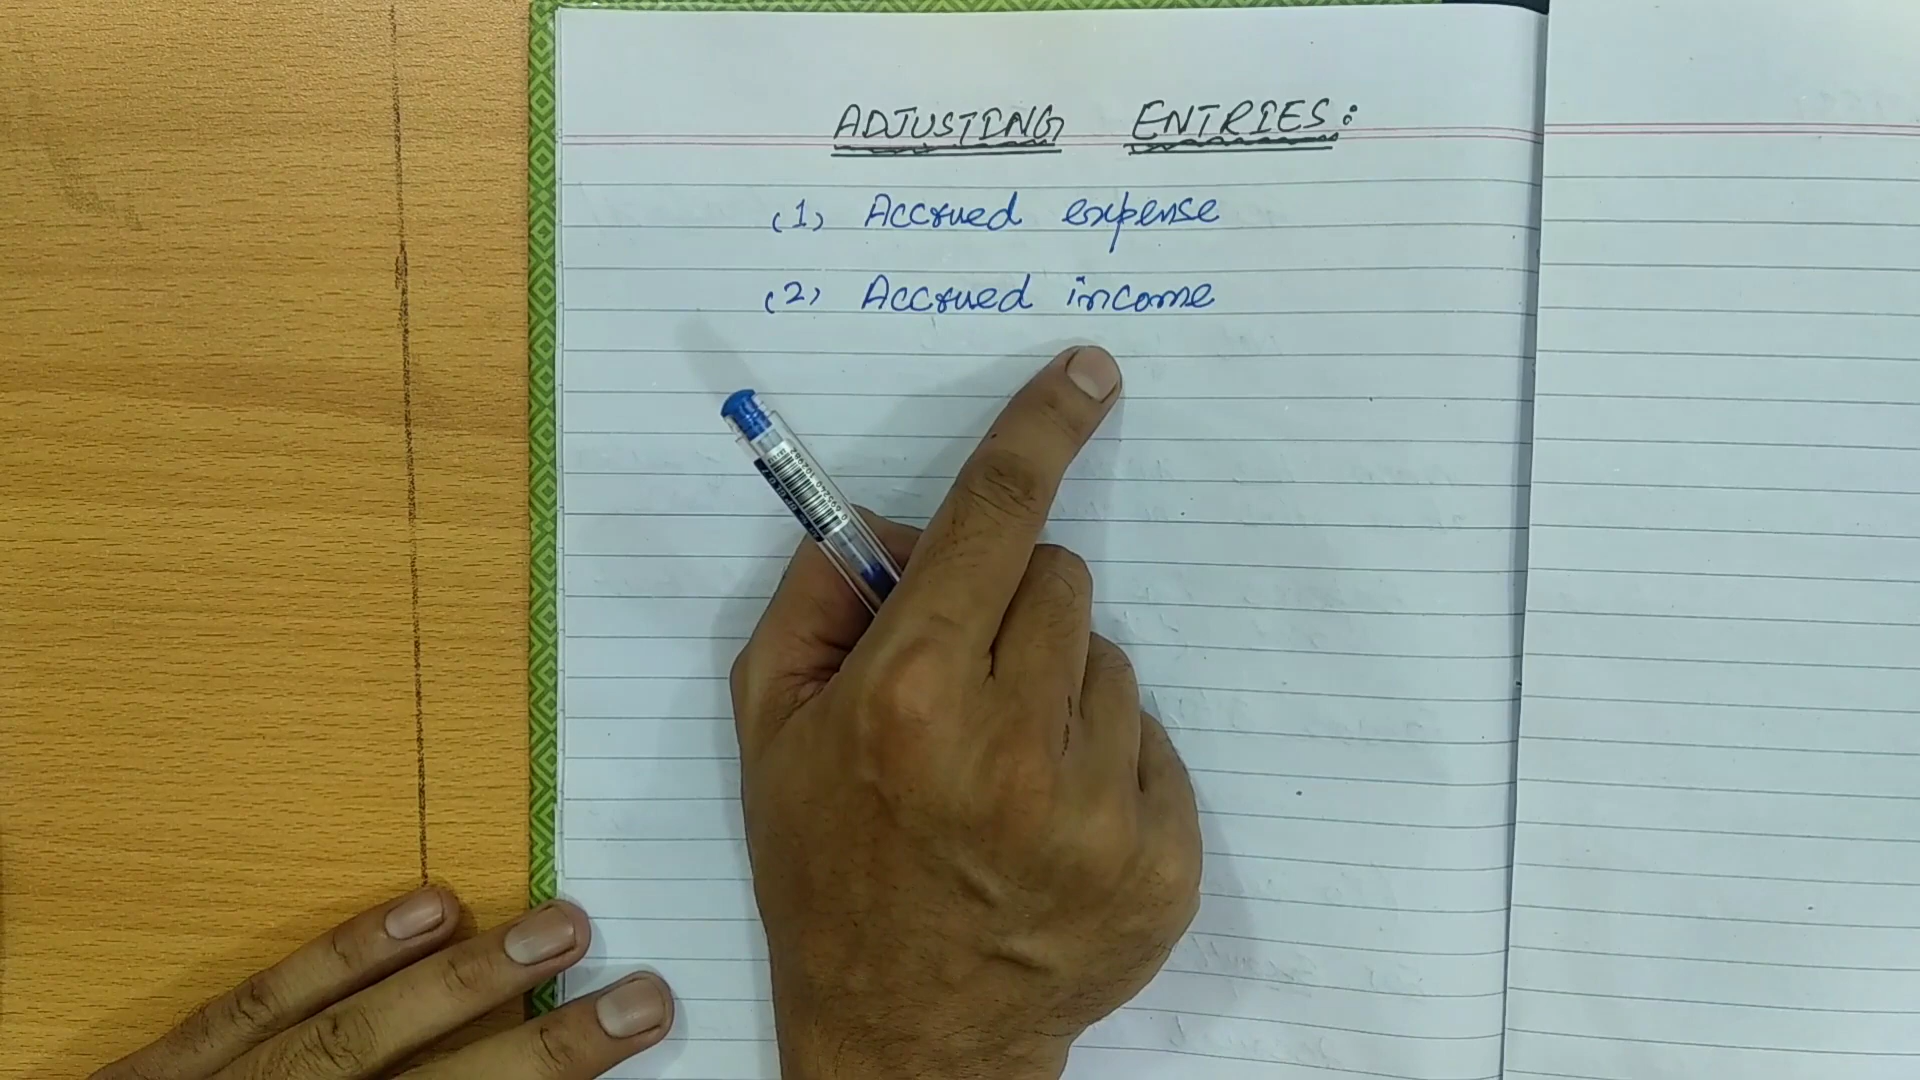 ADJUSTING ENTRIES:
(1) Accrued expense
(2) Accrued income